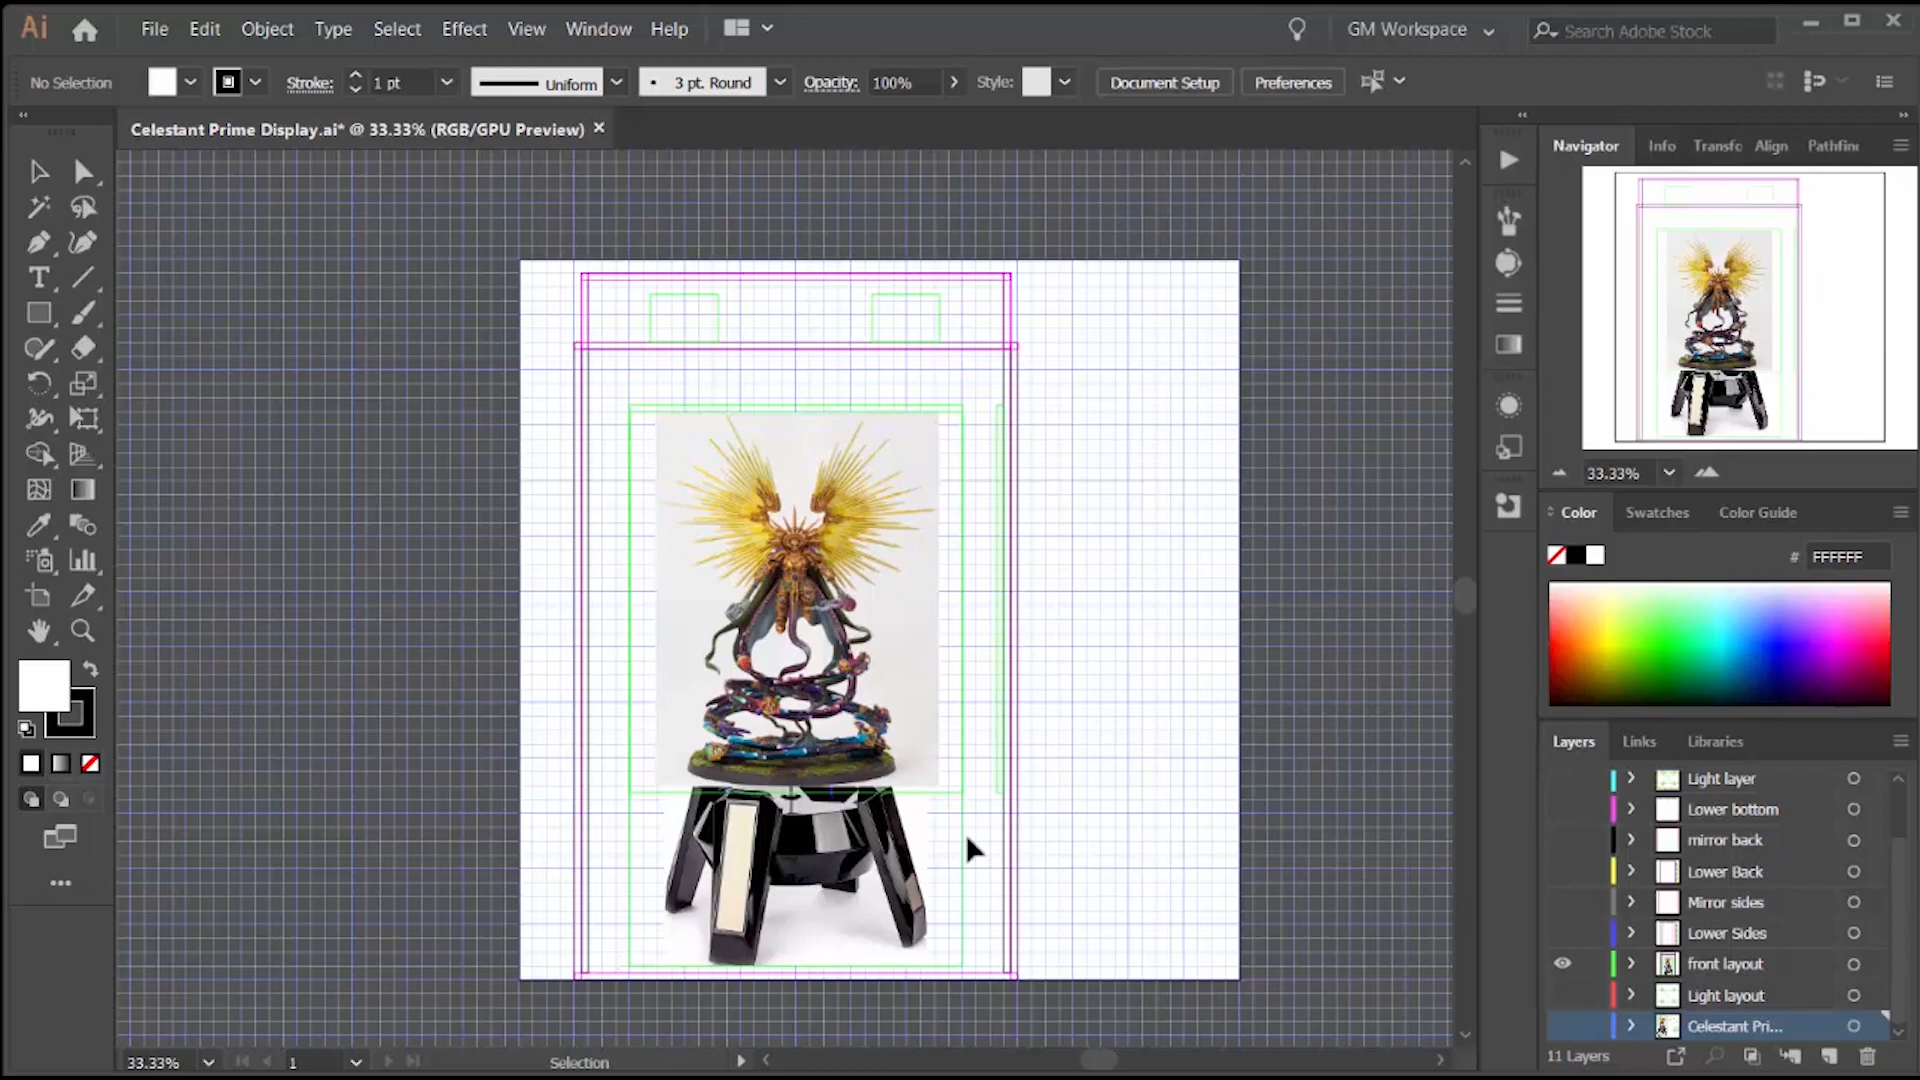 Ai File Edit Object Type Select Effect View Window Help GM Workspace Search Adobe Stock
No Selection Stroke: 1 pt Uniform 3 pt. Round Opacity: 100% Style: Document Setup Preferences
Celestant Prime Display.ai* @ 33.33% (RGB/GPU Preview) ×
Navigator Info Transfo Align Pathfin
33.33%
Color Swatches Color Guide
# FFFFFF
Layers Links Libraries
Light layer
Lower bottom
mirror back
Lower Back
Mirror sides
Lower Sides
front layout
Light layout
Celestant Pri...
11 Layers
33.33% 1 Selection